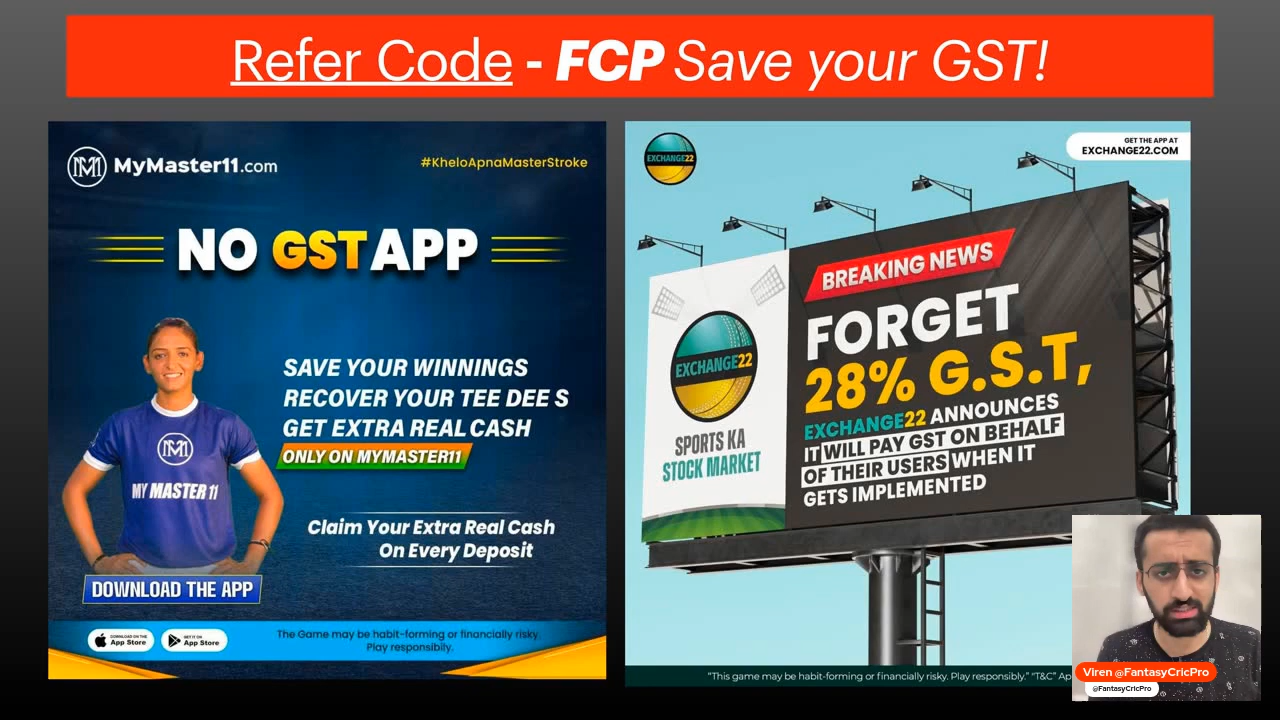 Refer Code - FCP Save your GST!
MyMaster11.com
#KheloApnaMasterStroke
NO GST APP
SAVE YOUR WINNINGS
RECOVER YOUR TEE DEE S
GET EXTRA REAL CASH
ONLY ON MYMASTER11
MY MASTER 11
Claim Your Extra Real Cash
On Every Deposit
DOWNLOAD THE APP
DOWNLOAD ON THE
App Store
GET IT ON
App Store
The Game may be habit-forming or financially risky.
Play responsibily.
EXCHANGE22
GET THE APP AT
EXCHANGE22.COM
BREAKING NEWS
FORGET
28% G.S.T,
EXCHANGE22 ANNOUNCES
IT WILL PAY GST ON BEHALF
OF THEIR USERS WHEN IT
GETS IMPLEMENTED
EXCHANGE22
SPORTS KA
STOCK MARKET
"This game may be habit-forming or financially risky. Play responsibly." "T&C" Ap
Viren @FantasyCricPro
@FantasyCricPro